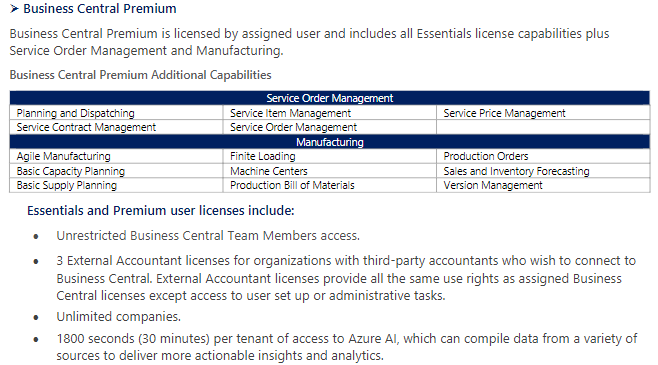 ➤ Business Central Premium
Business Central Premium is licensed by assigned user and includes all Essentials license capabilities plus
Service Order Management and Manufacturing.
Business Central Premium Additional Capabilities
Service Order Management
Planning and Dispatching Service Item Management Service Price Management
Service Contract Management Service Order Management
Manufacturing
Agile Manufacturing Finite Loading Production Orders
Basic Capacity Planning Machine Centers Sales and Inventory Forecasting
Basic Supply Planning Production Bill of Materials Version Management
Essentials and Premium user licenses include:
• Unrestricted Business Central Team Members access.
• 3 External Accountant licenses for organizations with third-party accountants who wish to connect to
Business Central. External Accountant licenses provide all the same use rights as assigned Business
Central licenses except access to user set up or administrative tasks.
• Unlimited companies.
• 1800 seconds (30 minutes) per tenant of access to Azure AI, which can compile data from a variety of
sources to deliver more actionable insights and analytics.